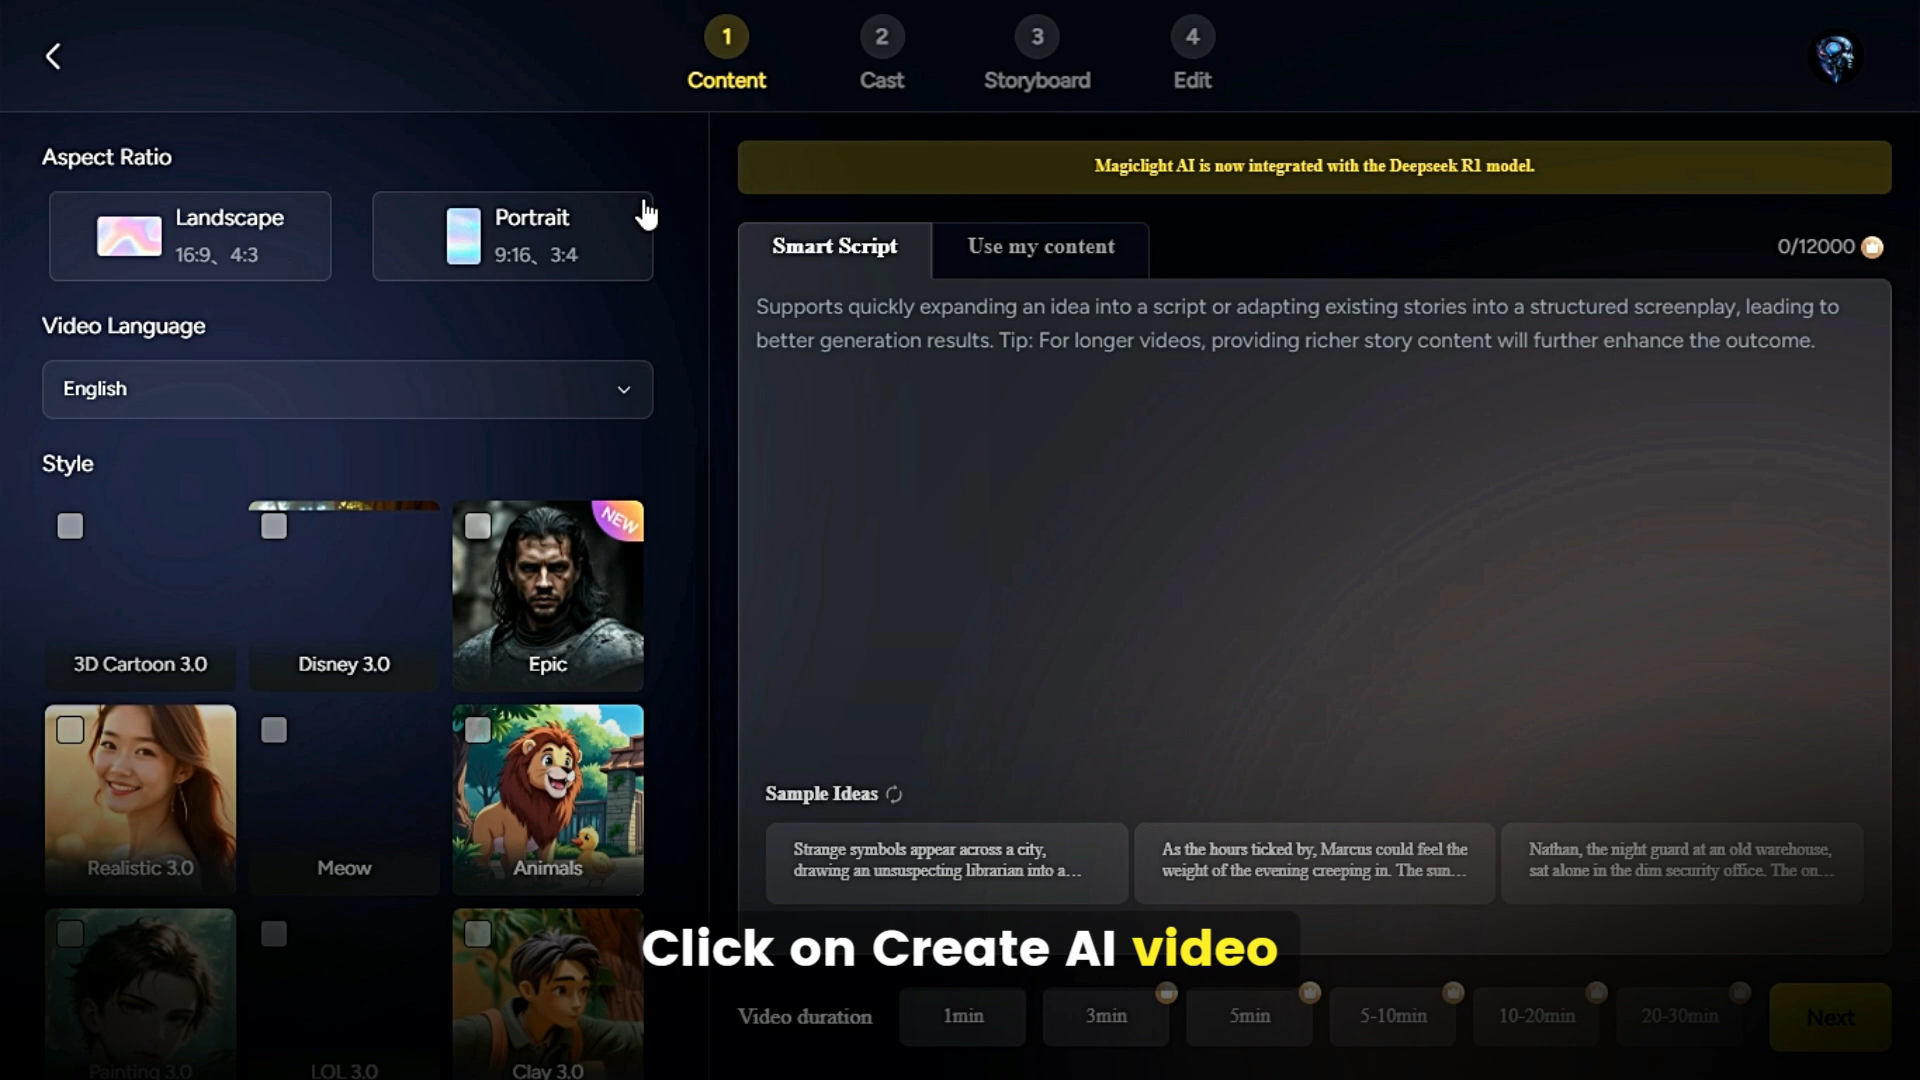 1
Content
2
Cast
3
Storyboard
4
Edit
Aspect Ratio
Landscape
16:9、4:3
Portrait
9:16、3:4
Video Language
English
Style
3D Cartoon 3.0
Disney 3.0
NEW
Epic
Realistic 3.0
Meow
Animals
Painting 3.0
LOL 3.0
Clay 3.0
Magiclight AI is now integrated with the Deepseek R1 model.
Smart Script
Use my content
0/12000
Supports quickly expanding an idea into a script or adapting existing stories into a structured screenplay, leading to
better generation results. Tip: For longer videos, providing richer story content will further enhance the outcome.
Sample Ideas
Strange symbols appear across a city,
drawing an unsuspecting librarian into a...
As the hours ticked by, Marcus could feel the
weight of the evening creeping in. The sun...
Nathan, the night guard at an old warehouse,
sat alone in the dim security office. The on...
Click on Create AI video
Video duration
1min
3min
5min
5-10min
10-20min
20-30min
Next